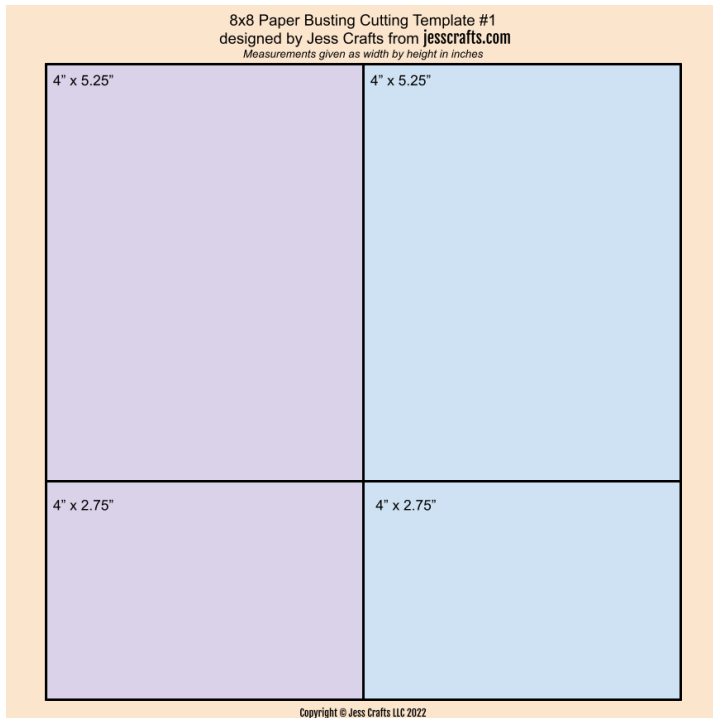 8x8 Paper Busting Cutting Template #1
designed by Jess Crafts from jesscrafts.com
Measurements given as width by height in inches
4” x 5.25”
4” x 5.25”
4” x 2.75”
4” x 2.75”
Copyright © Jess Crafts LLC 2022